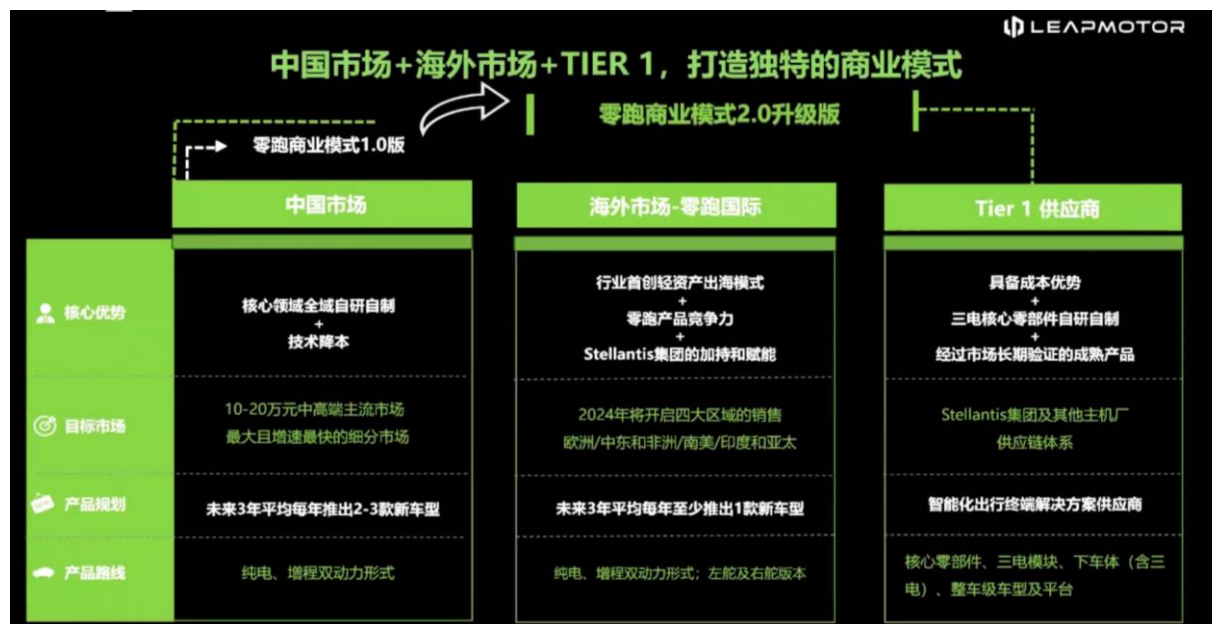 LEAPMOTOR
中国市场+海外市场+TIER 1，打造独特的商业模式
零跑商业模式2.0升级版
零跑商业模式1.0版
中国市场
海外市场-零跑国际
Tier 1 供应商
核心优势
核心领域全域自研自制
+
技术降本
行业首创轻资产出海模式
+
零跑产品竞争力
+
Stellantis集团的加持和赋能
具备成本优势
+
三电核心零部件自研自制
+
经过市场长期验证的成熟产品
目标市场
10-20万元中高端主流市场
最大且增速最快的细分市场
2024年将开启四大区域的销售
欧洲/中东和非洲/南美/印度和亚太
Stellantis集团及其他主机厂
供应链体系
产品规划
未来3年平均每年推出2-3款新车型
未来3年平均每年至少推出1款新车型
智能化出行终端解决方案供应商
产品路线
纯电、增程双动力形式
纯电、增程双动力形式；左舵及右舵版本
核心零部件、三电模块、下车体（含三
电）、整车级车型及平台